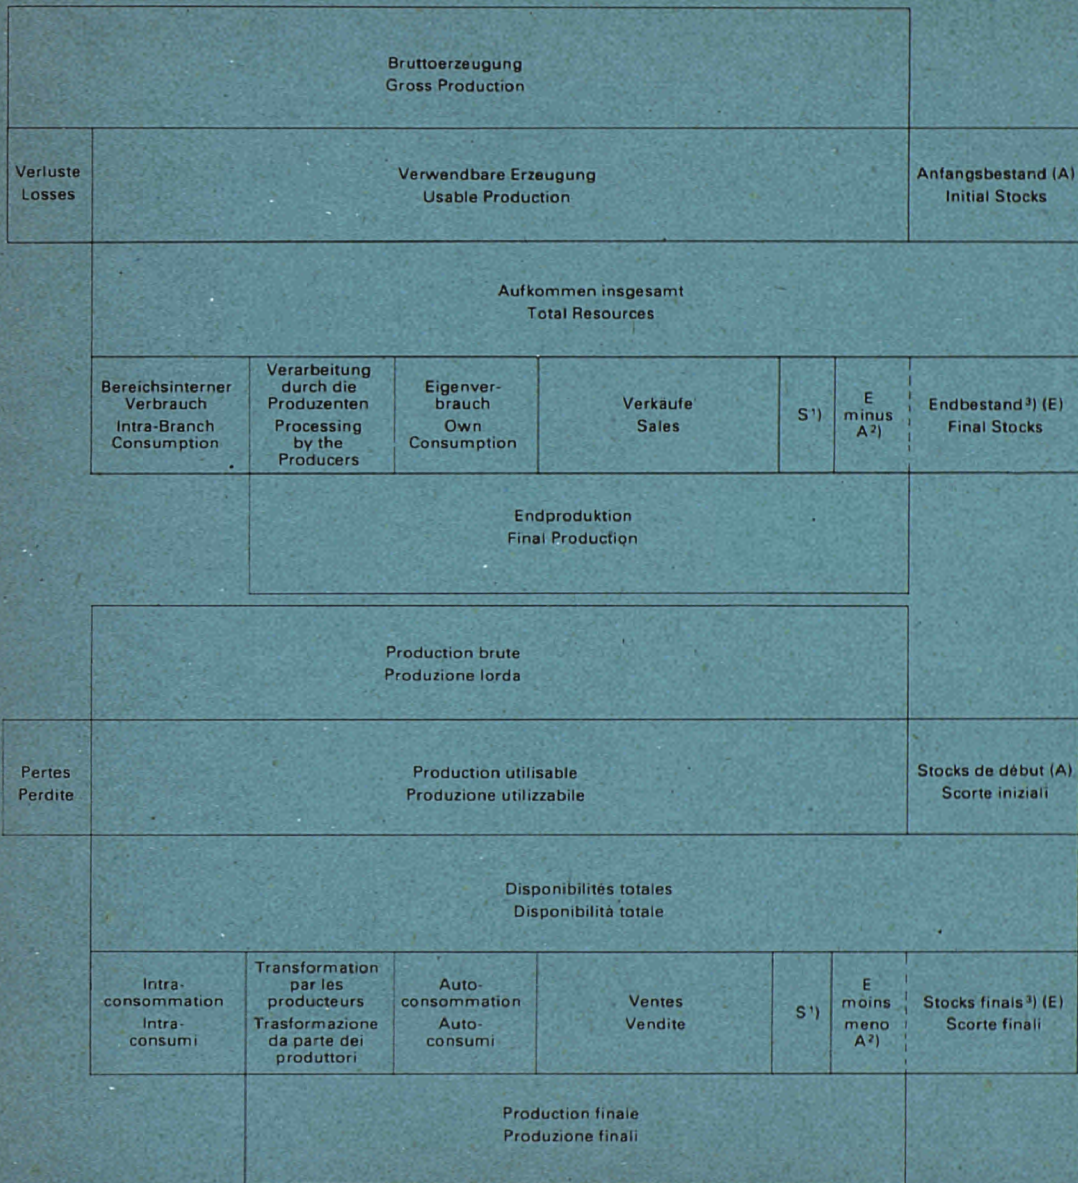 Bruttoerzeugung
Gross Production
Verluste
Losses
Verwendbare Erzeugung
Usable Production
Anfangsbestand (A)
Initial Stocks
Aufkommen insgesamt
Total Resources
Bereichsinterner
Verbrauch
Intra-Branch
Consumption
Verarbeitung
durch die
Produzenten
Processing
by the
Producers
Eigenver-
brauch
Own
Consumption
Verkäufe
Sales
S¹)
E
minus
A²)
Endbestand³) (E)
Final Stocks
Endproduktion
Final Production
Production brute
Produzione lorda
Pertes
Perdite
Production utilisable
Produzione utilizzabile
Stocks de début (A)
Scorte iniziali
Disponibilités totales
Disponibilità totale
Intra-
consommation
Intra-
consumi
Transformation
par les
producteurs
Trasformazione
da parte dei
produttori
Auto-
consommation
Auto-
consumi
Ventes
Vendite
S¹)
E
moins
meno
A²)
Stocks finals³) (E)
Scorte finali
Production finale
Produzione finali